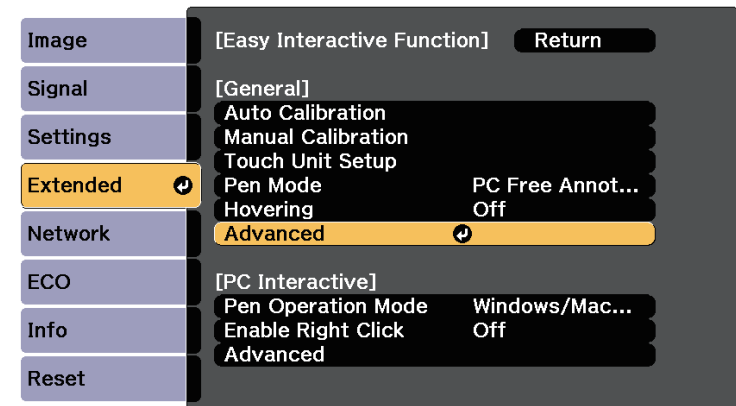 Image
Signal
Settings
Extended
Network
ECO
Info
Reset
[Easy Interactive Function] Return
[General]
Auto Calibration
Manual Calibration
Touch Unit Setup
Pen Mode PC Free Annot...
Hovering Off
Advanced
[PC Interactive]
Pen Operation Mode Windows/Mac...
Enable Right Click Off
Advanced